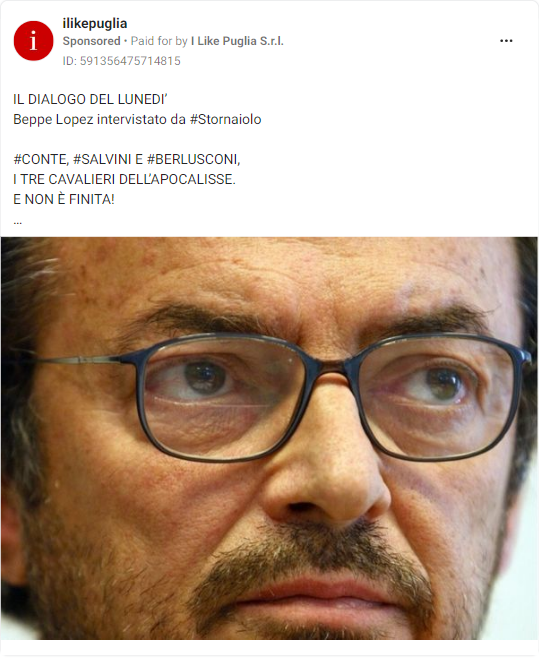 i
ilikepuglia
Sponsored • Paid for by I Like Puglia S.r.l.
ID: 591356475714815
IL DIALOGO DEL LUNEDI’
Beppe Lopez intervistato da #Stornaiolo
#CONTE, #SALVINI E #BERLUSCONI,
I TRE CAVALIERI DELL’APOCALISSE.
E NON È FINITA!
...